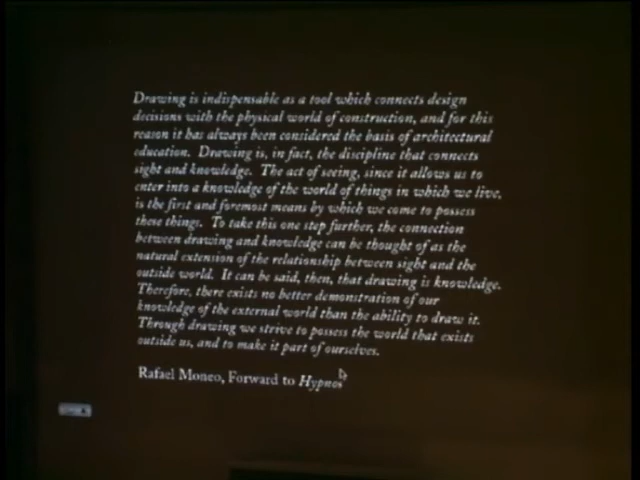 Drawing is indispensable as a tool which connects design
decisions with the physical world of construction, and for this
reason it has always been considered the basis of architectural
education. Drawing is, in fact, the discipline that connects
sight and knowledge. The act of seeing, since it allows us to
enter into a knowledge of the world of things in which we live,
is the first and foremost means by which we come to possess
these things. To take this one step further, the connection
between drawing and knowledge can be thought of as the
natural extension of the relationship between sight and the
outside world. It can be said, then, that drawing is knowledge.
Therefore, there exists no better demonstration of our
knowledge of the external world than the ability to draw it.
Through drawing we strive to possess the world that exists
outside us, and to make it part of ourselves.
Rafael Moneo, Forward to Hypnos